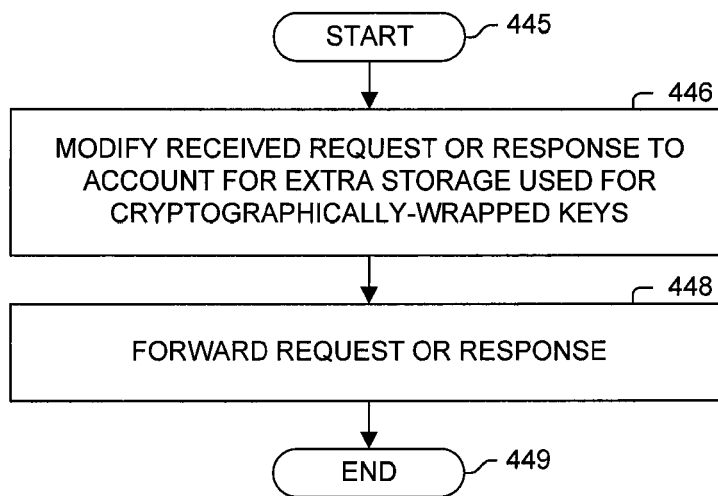 START
445
446
MODIFY RECEIVED REQUEST OR RESPONSE TO
ACCOUNT FOR EXTRA STORAGE USED FOR
CRYPTOGRAPHICALLY-WRAPPED KEYS
448
FORWARD REQUEST OR RESPONSE
END
449